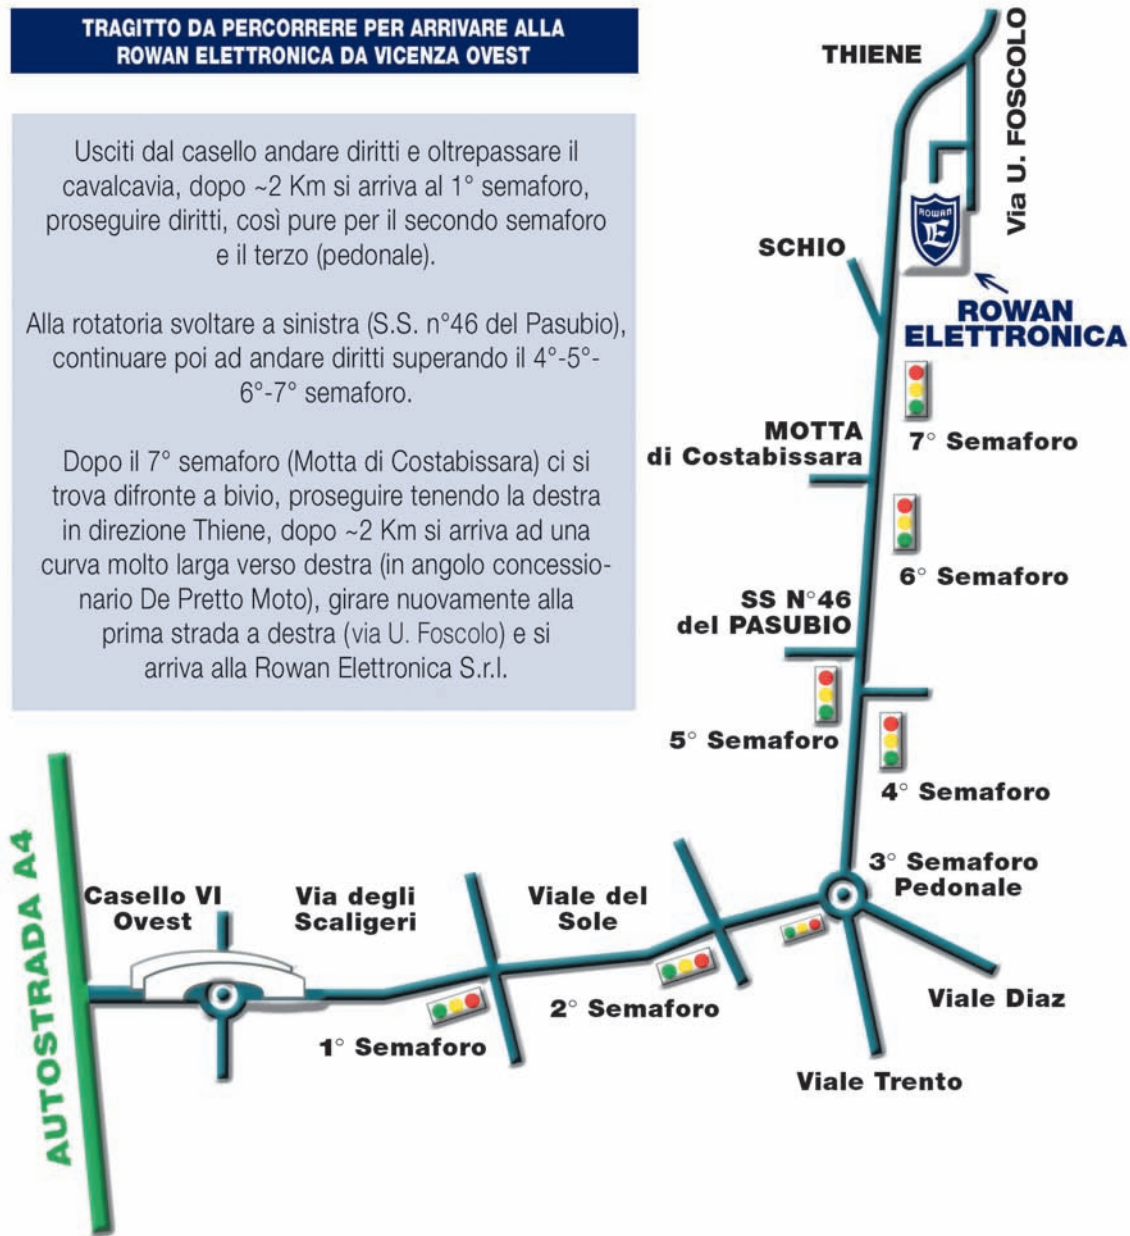 TRAGITTO DA PERCORRERE PER ARRIVARE ALLA
ROWAN ELETTRONICA DA VICENZA OVEST
Usciti dal casello andare diritti e oltrepassare il
cavalcavia, dopo ~2 Km si arriva al 1° semaforo,
proseguire diritti, così pure per il secondo semaforo
e il terzo (pedonale).
Alla rotatoria svoltare a sinistra (S.S. n°46 del Pasubio),
continuare poi ad andare diritti superando il 4°-5°-
6°-7° semaforo.
Dopo il 7° semaforo (Motta di Costabissara) ci si
trova difronte a bivio, proseguire tenendo la destra
in direzione Thiene, dopo ~2 Km si arriva ad una
curva molto larga verso destra (in angolo concessio-
nario De Pretto Moto), girare nuovamente alla
prima strada a destra (via U. Foscolo) e si
arriva alla Rowan Elettronica S.r.l.
THIENE
Via U. FOSCOLO
ROWAN
E
SCHIO
ROWAN
ELETTRONICA
MOTTA
di Costabissara
7° Semaforo
6° Semaforo
SS N°46
del PASUBIO
5° Semaforo
4° Semaforo
3° Semaforo
Pedonale
AUTOSTRADA A4
Casello VI
Ovest
Via degli
Scaligeri
Viale del
Sole
1° Semaforo
2° Semaforo
Viale Diaz
Viale Trento